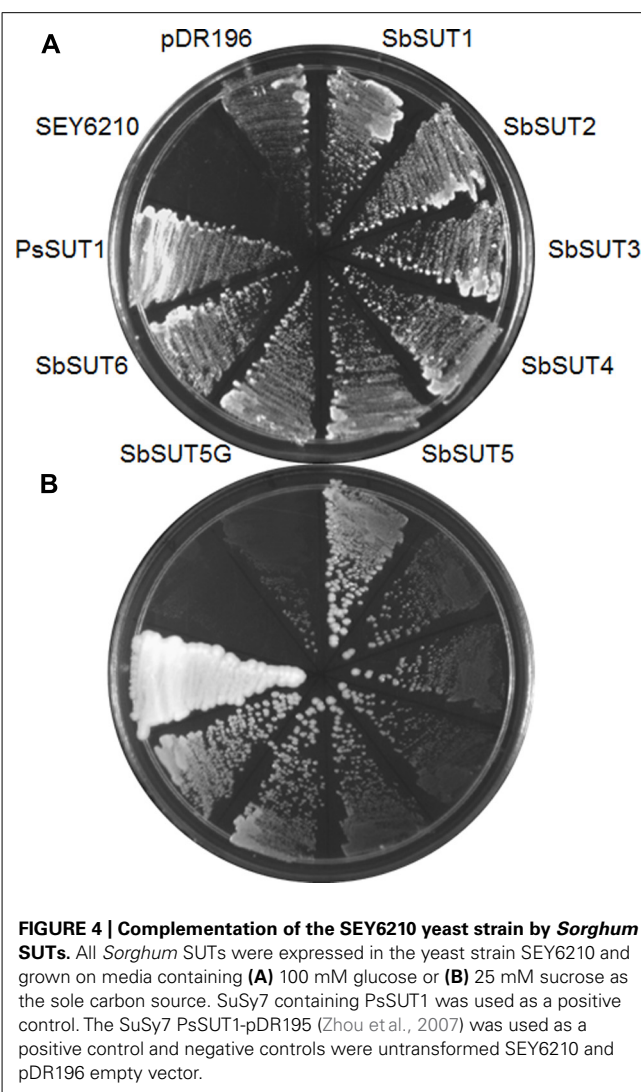 A
pDR196 SbSUT1
SEY6210 SbSUT2
PsSUT1 SbSUT3
SbSUT6 SbSUT4
SbSUT5G SbSUT5
B
FIGURE 4 | Complementation of the SEY6210 yeast strain by Sorghum
SUTs. All Sorghum SUTs were expressed in the yeast strain SEY6210 and
grown on media containing (A) 100 mM glucose or (B) 25 mM sucrose as
the sole carbon source. SuSy7 containing PsSUT1 was used as a positive
control. The SuSy7 PsSUT1-pDR195 (Zhou et al., 2007) was used as a
positive control and negative controls were untransformed SEY6210 and
pDR196 empty vector.